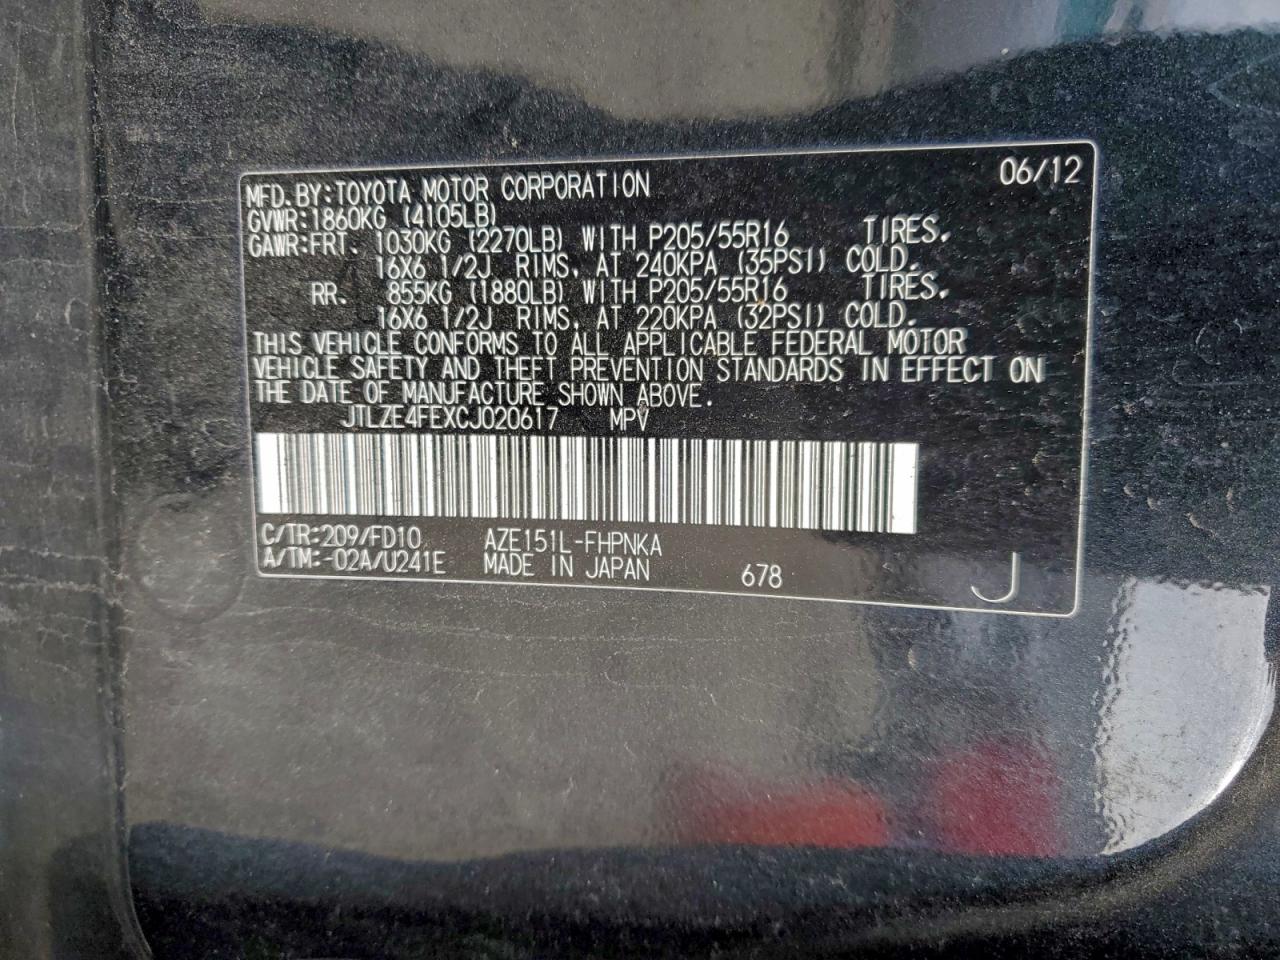 MFD.BY:TOYOTA MOTOR CORPORATION 06/12
GVWR:1860KG (4105LB)
GAWR:FRT. 1030KG (2270LB) WITH P205/55R16 TIRES,
16X6 1/2J RIMS, AT 240KPA (35PSI) COLD.
RR. 855KG (1880LB) WITH P205/55R16 TIRES,
16X6 1/2J RIMS, AT 220KPA (32PSI) COLD.
THIS VEHICLE CONFORMS TO ALL APPLICABLE FEDERAL MOTOR
VEHICLE SAFETY AND THEFT PREVENTION STANDARDS IN EFFECT ON
THE DATE OF MANUFACTURE SHOWN ABOVE.
JTLZE4FEXCJ020617 MPV
C/TR:209/FD10 AZE151L-FHPNKA
A/TM:-02A/U241E MADE IN JAPAN 678 J